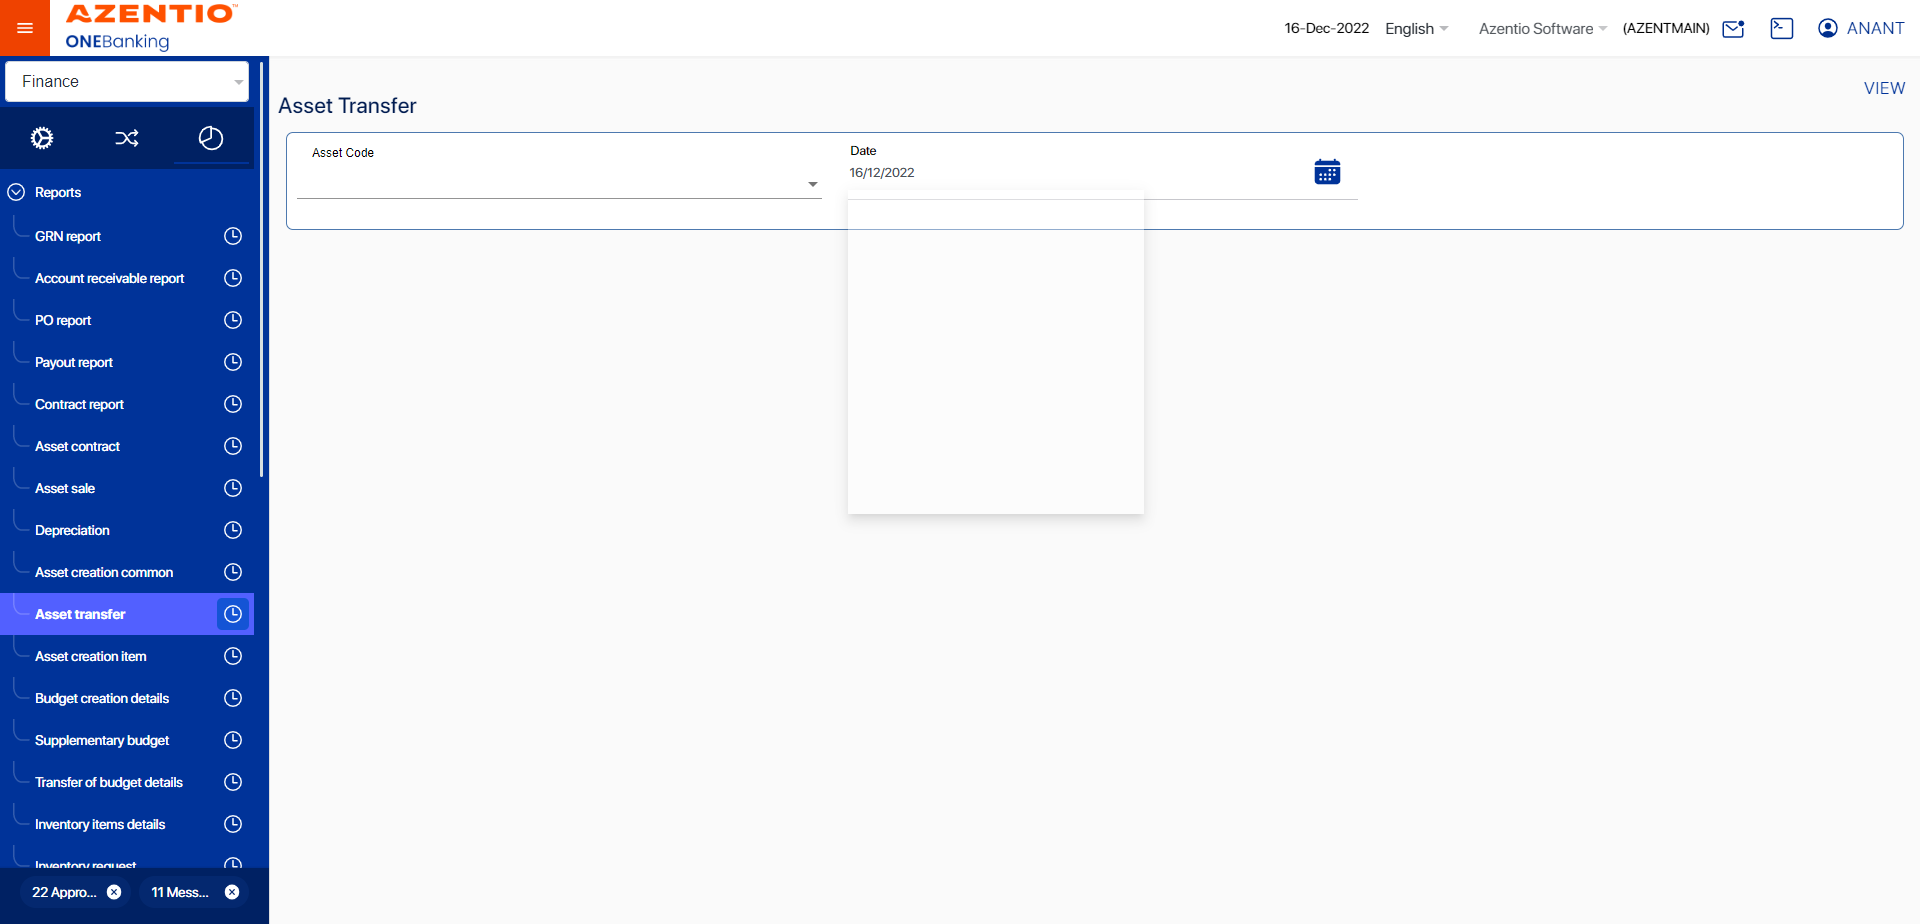 AZENTIO™
ONEBanking
16-Dec-2022 English Azentio Software (AZENTMAIN) ANANT
Finance
VIEW
Asset Transfer
Asset Code
Date
16/12/2022
Reports
GRN report
Account receivable report
PO report
Payout report
Contract report
Asset contract
Asset sale
Depreciation
Asset creation common
Asset transfer
Asset creation item
Budget creation details
Supplementary budget
Transfer of budget details
Inventory items details
Inventory request
22 Appro... 11 Mess...